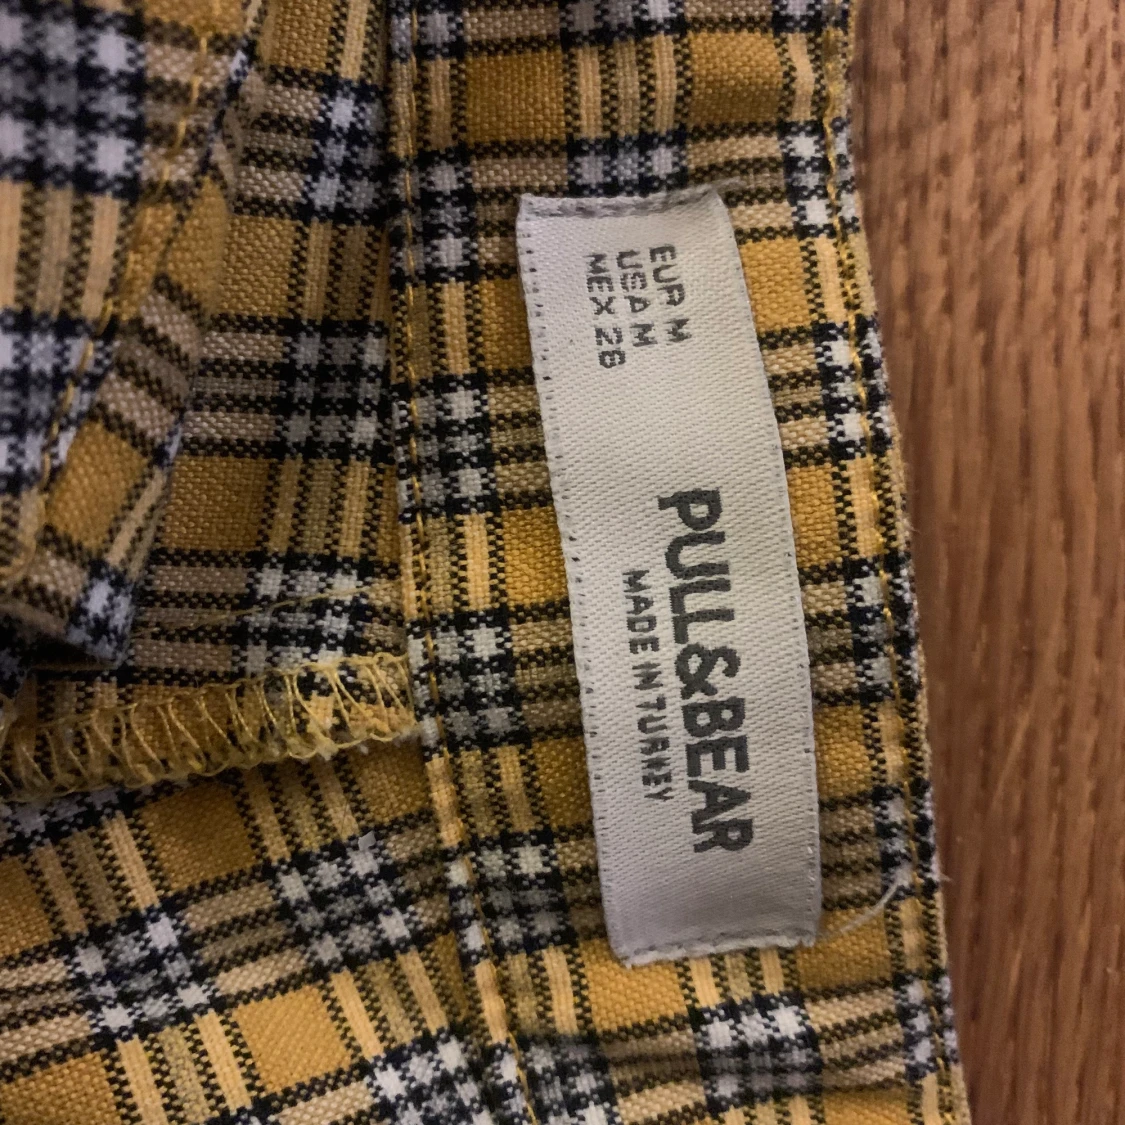 EUR M
USA M
MEX 28
PULL&BEAR
MADE IN TURKEY